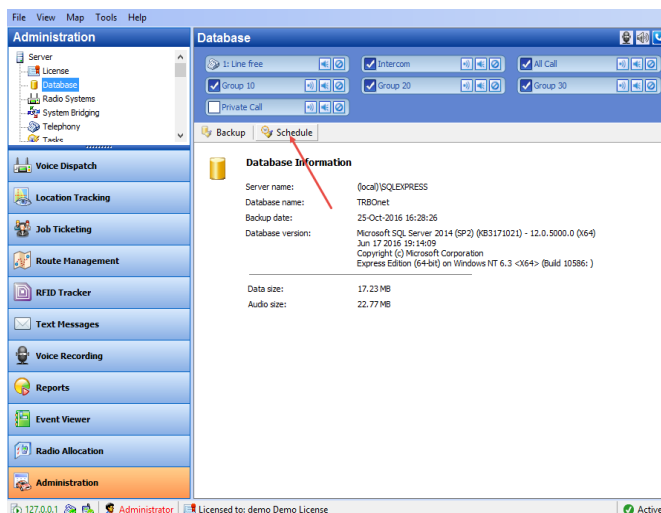 File View Map Tools Help
Administration
Database
Server
License
Database
Radio Systems
System Bridging
Telephony
Tasks
1: Line free
Intercom
All Call
Group 10
Group 20
Group 30
Private Call
Backup
Schedule
Voice Dispatch
Location Tracking
Job Ticketing
Route Management
RFID Tracker
Text Messages
Voice Recording
Reports
Event Viewer
Radio Allocation
Administration
Database Information
Server name: (local)\SQLEXPRESS
Database name: TRBOnet
Backup date: 25-Oct-2016 16:28:26
Database version: Microsoft SQL Server 2014 (SP2) (KB3171021) - 12.0.5000.0 (X64)
Jun 17 2016 19:14:09
Copyright (c) Microsoft Corporation
Express Edition (64-bit) on Windows NT 6.3 <X64> (Build 10586: )
Data size: 17.23 MB
Audio size: 22.77 MB
127.0.0.1 Administrator Licensed to: demo Demo License Active